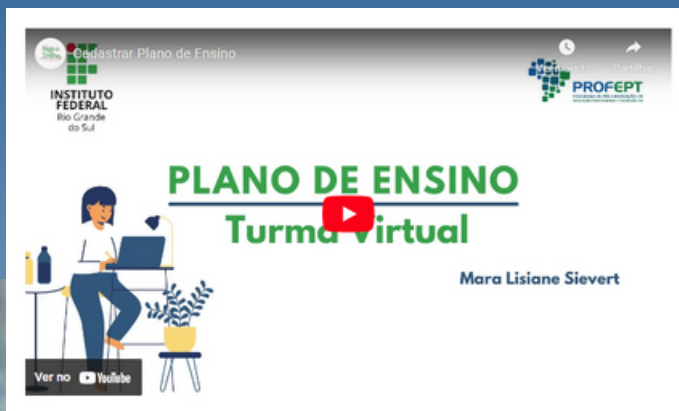 Cadastrar Plano de Ensino
Partilhar
INSTITUTO
FEDERAL
Rio Grande
do Sul
PROFEPT
PLANO DE ENSINO
Turma Virtual
Mara Lisiane Sievert
Ver no YouTube